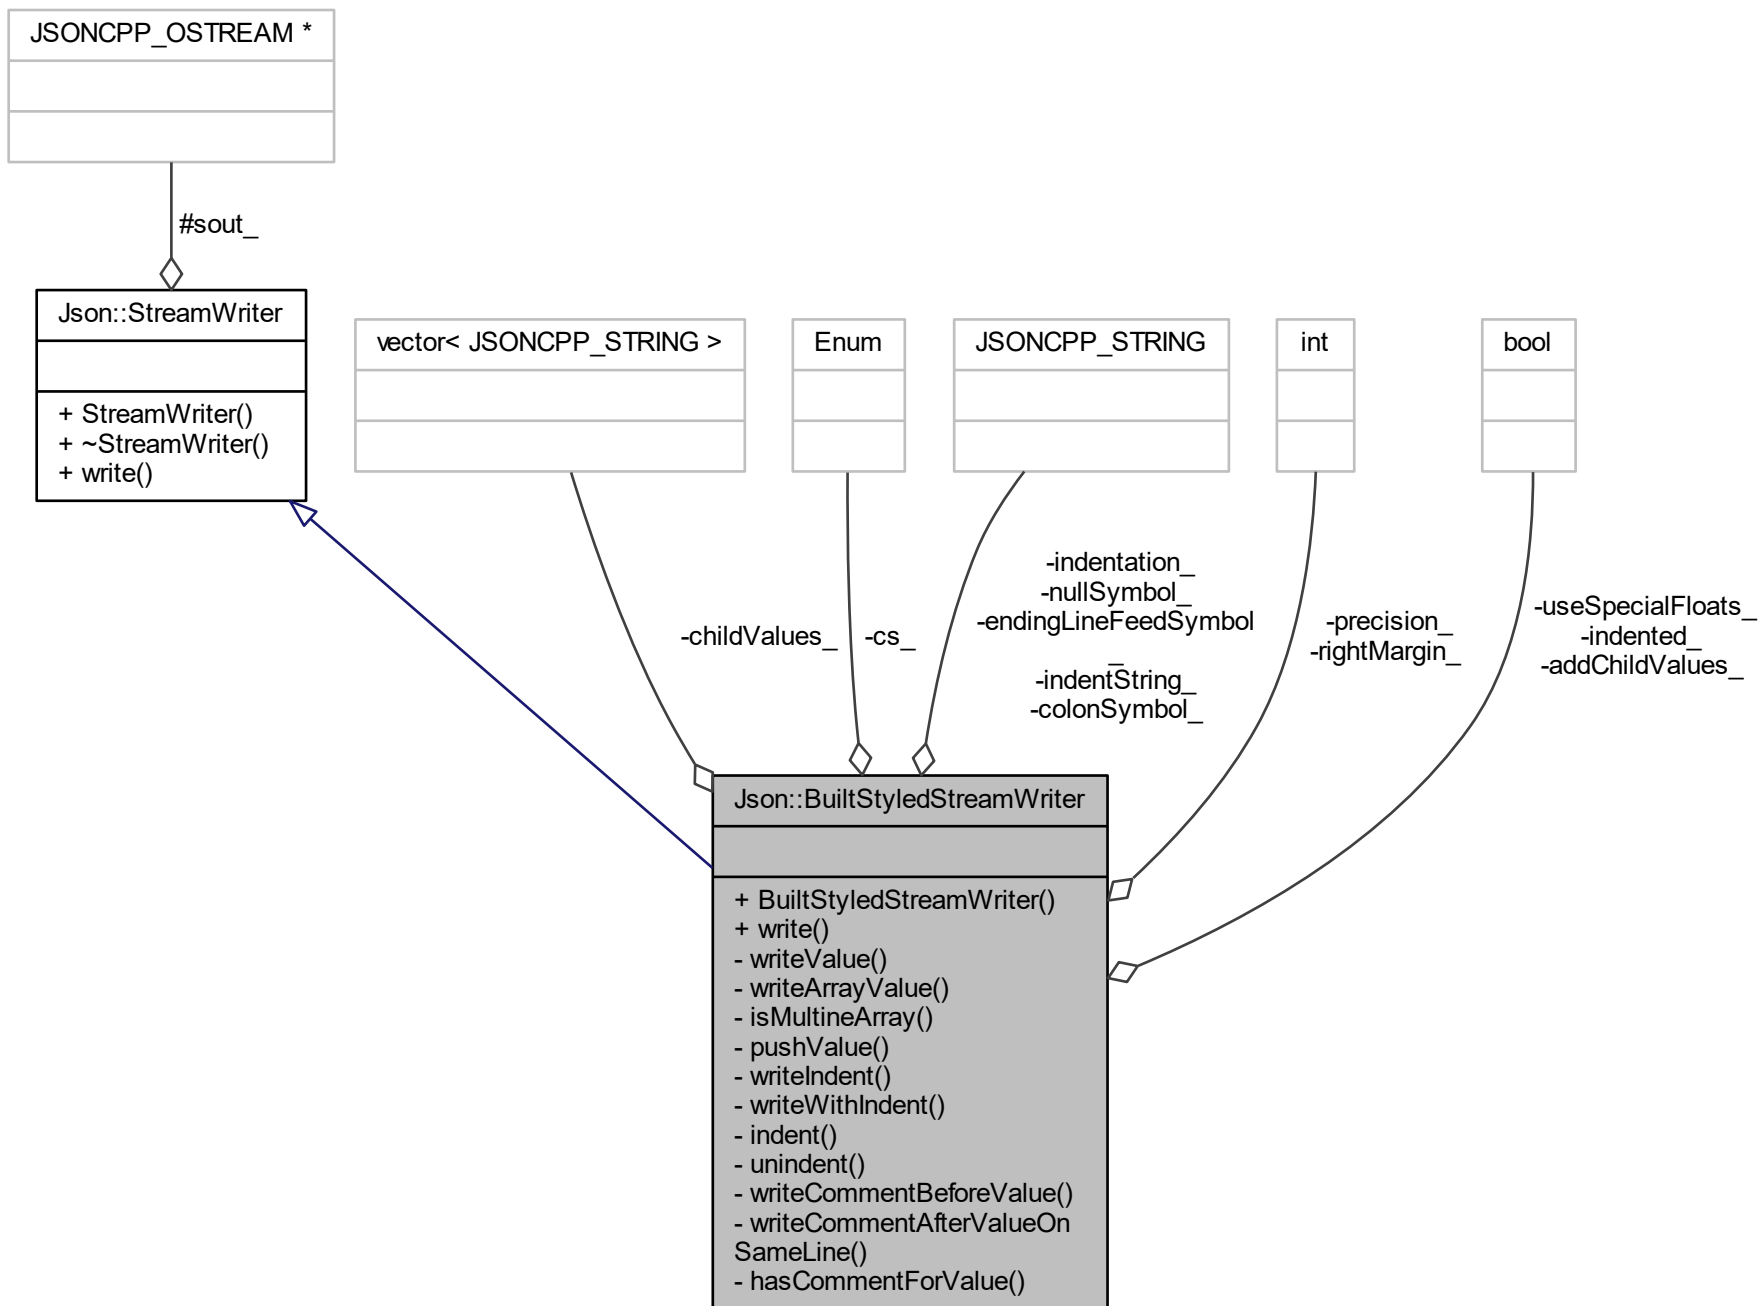 JSONCPP_OSTREAM *
#sout_
Json::StreamWriter
+ StreamWriter()
+ ~StreamWriter()
+ write()
vector< JSONCPP_STRING >
Enum
JSONCPP_STRING
int
bool
-childValues_
-cs_
-indentation_
-nullSymbol_
-endingLineFeedSymbol
_
-indentString_
-colonSymbol_
-precision_
-rightMargin_
-useSpecialFloats_
-indented_
-addChildValues_
Json::BuiltStyledStreamWriter
+ BuiltStyledStreamWriter()
+ write()
- writeValue()
- writeArrayValue()
- isMultineArray()
- pushValue()
- writeIndent()
- writeWithIndent()
- indent()
- unindent()
- writeCommentBeforeValue()
- writeCommentAfterValueOn
SameLine()
- hasCommentForValue()